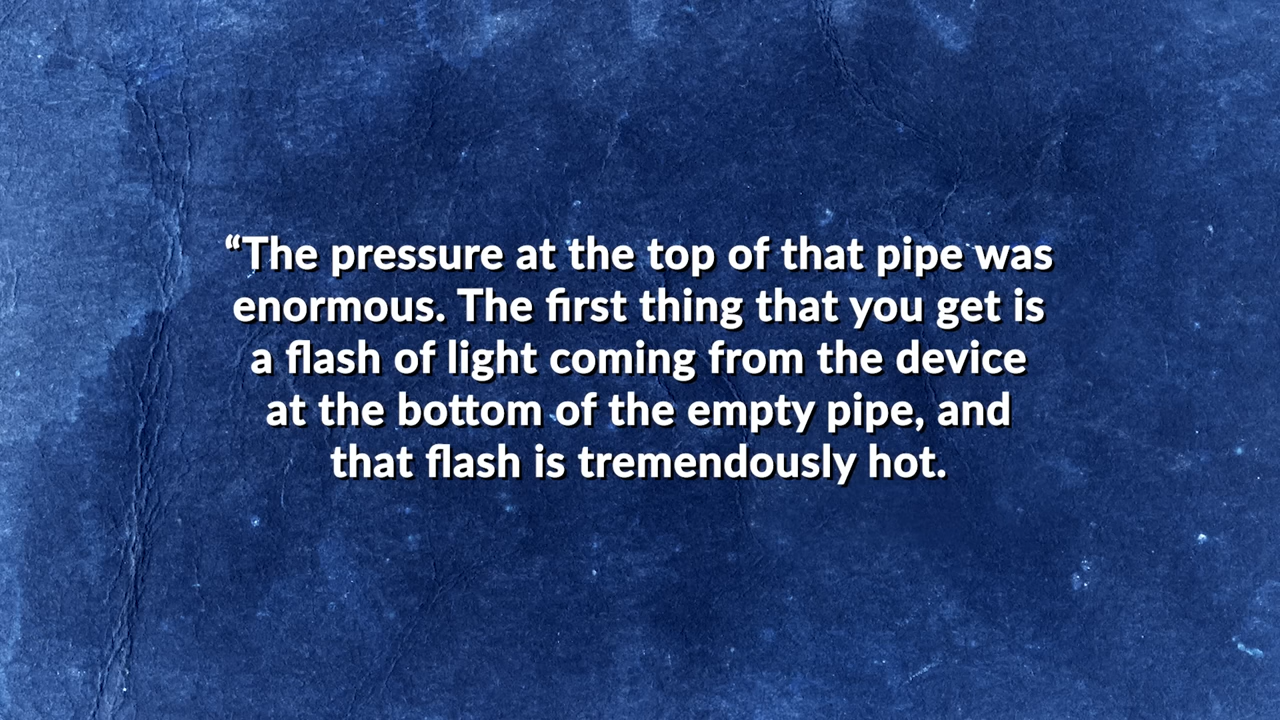 “The pressure at the top of that pipe was
enormous. The first thing that you get is
a flash of light coming from the device
at the bottom of the empty pipe, and
that flash is tremendously hot.